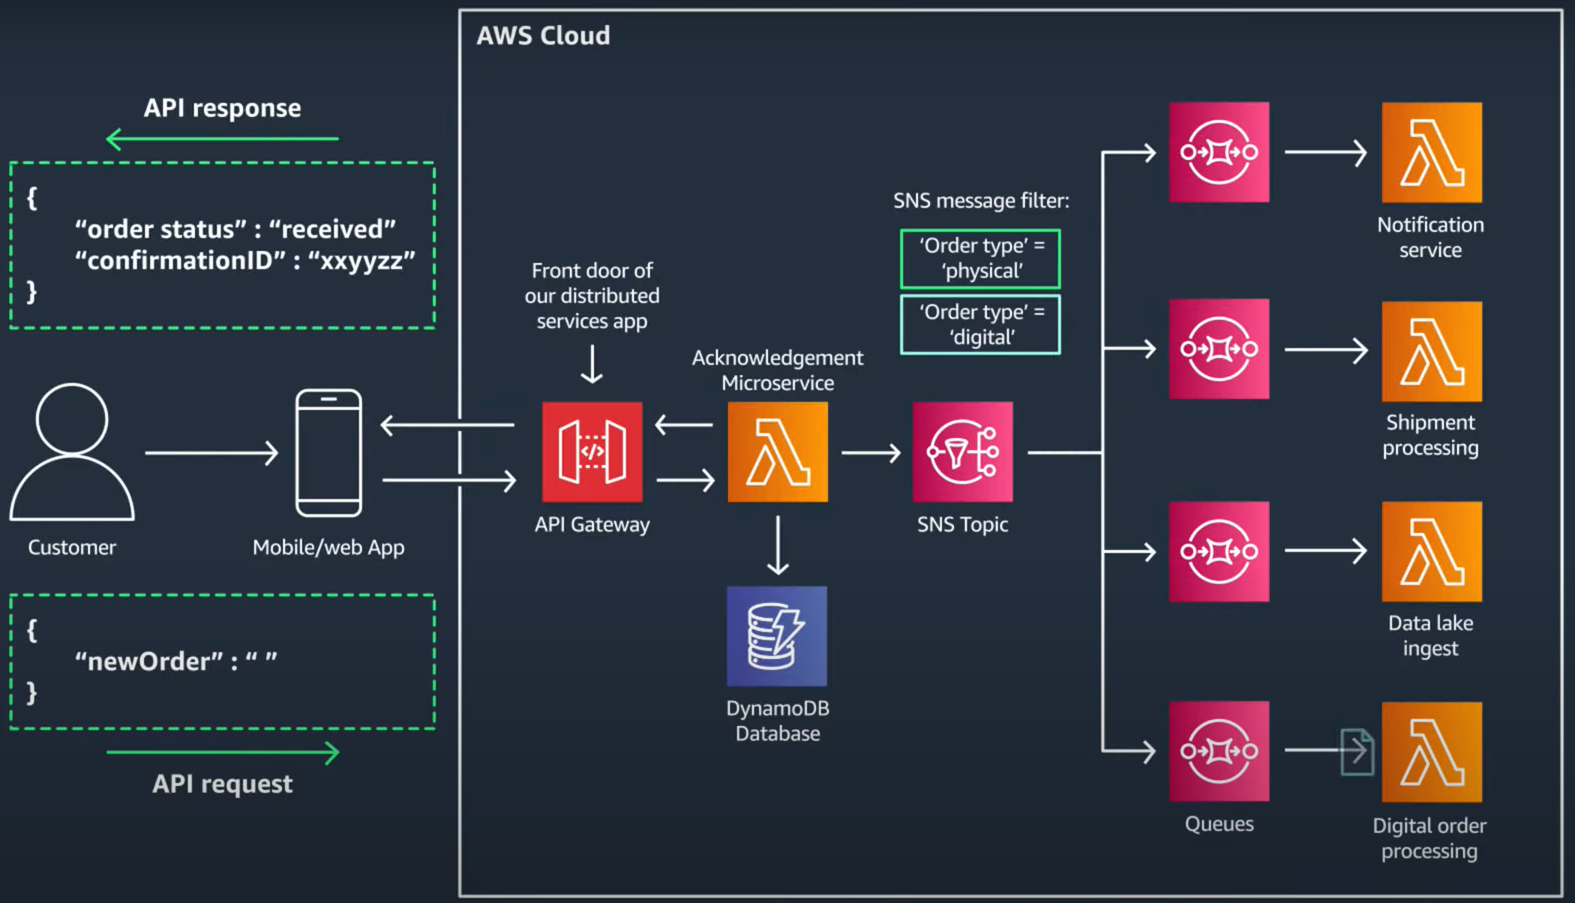 AWS Cloud
API response
{
“order status” : “received”
“confirmationID” : “xxyyzz”
}
Customer
Mobile/web App
{
“newOrder” : “ ”
}
API request
Front door of
our distributed
services app
API Gateway
Acknowledgement
Microservice
DynamoDB
Database
SNS message filter:
‘Order type’ =
‘physical’
‘Order type’ =
‘digital’
SNS Topic
Notification
service
Shipment
processing
Data lake
ingest
Queues
Digital order
processing